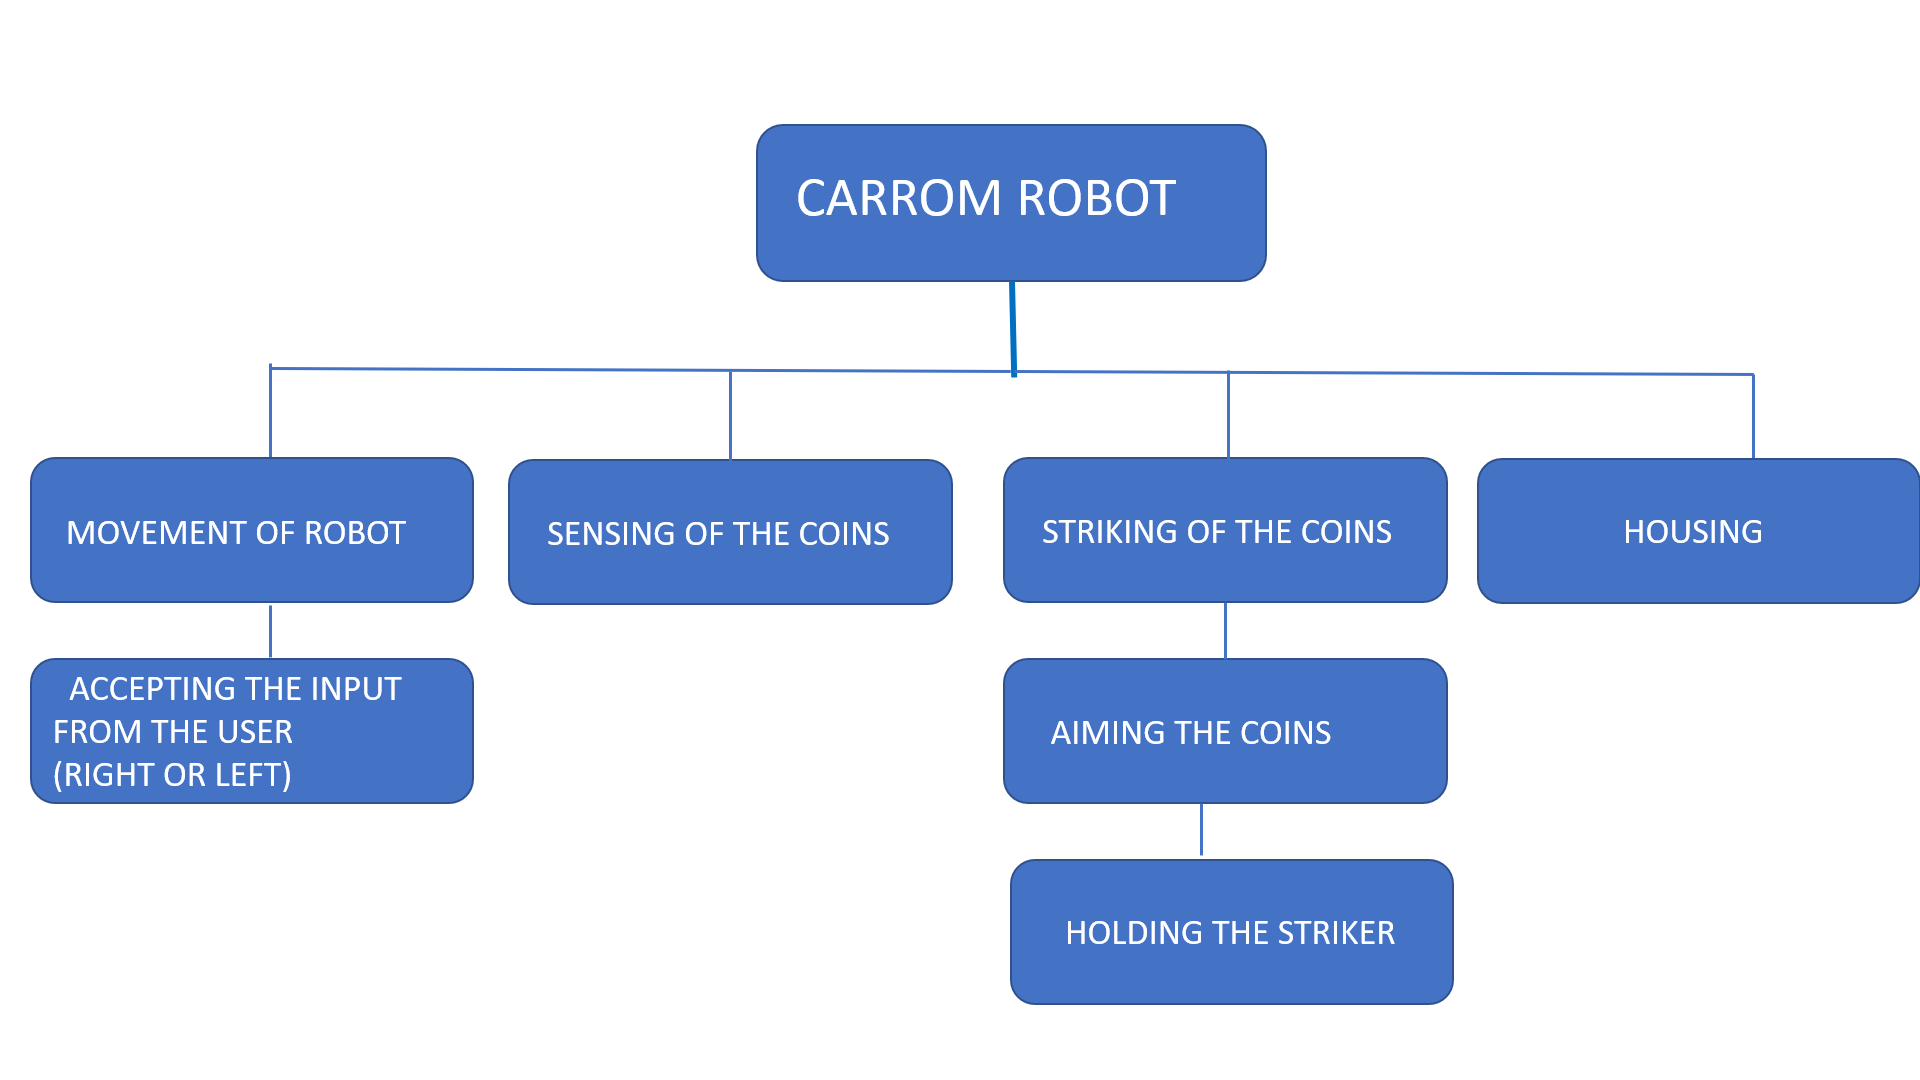 CARROM ROBOT
MOVEMENT OF ROBOT
SENSING OF THE COINS
STRIKING OF THE COINS
HOUSING
ACCEPTING THE INPUT
FROM THE USER
(RIGHT OR LEFT)
AIMING THE COINS
HOLDING THE STRIKER